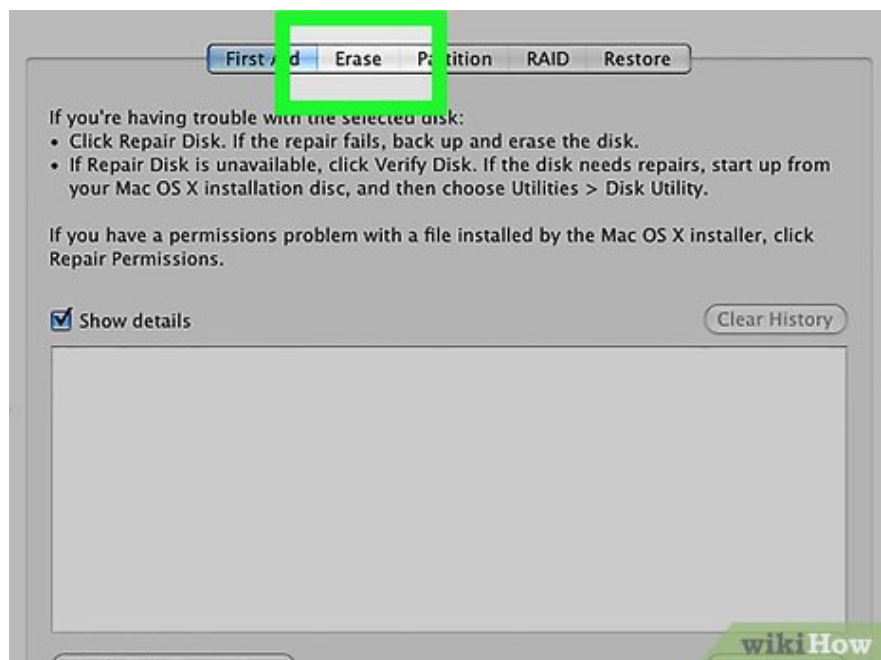 First Aid Erase Partition RAID Restore
If you're having trouble with the selected disk:
• Click Repair Disk. If the repair fails, back up and erase the disk.
• If Repair Disk is unavailable, click Verify Disk. If the disk needs repairs, start up from
your Mac OS X installation disc, and then choose Utilities > Disk Utility.
If you have a permissions problem with a file installed by the Mac OS X installer, click
Repair Permissions.
Show details
Clear History
wikiHow